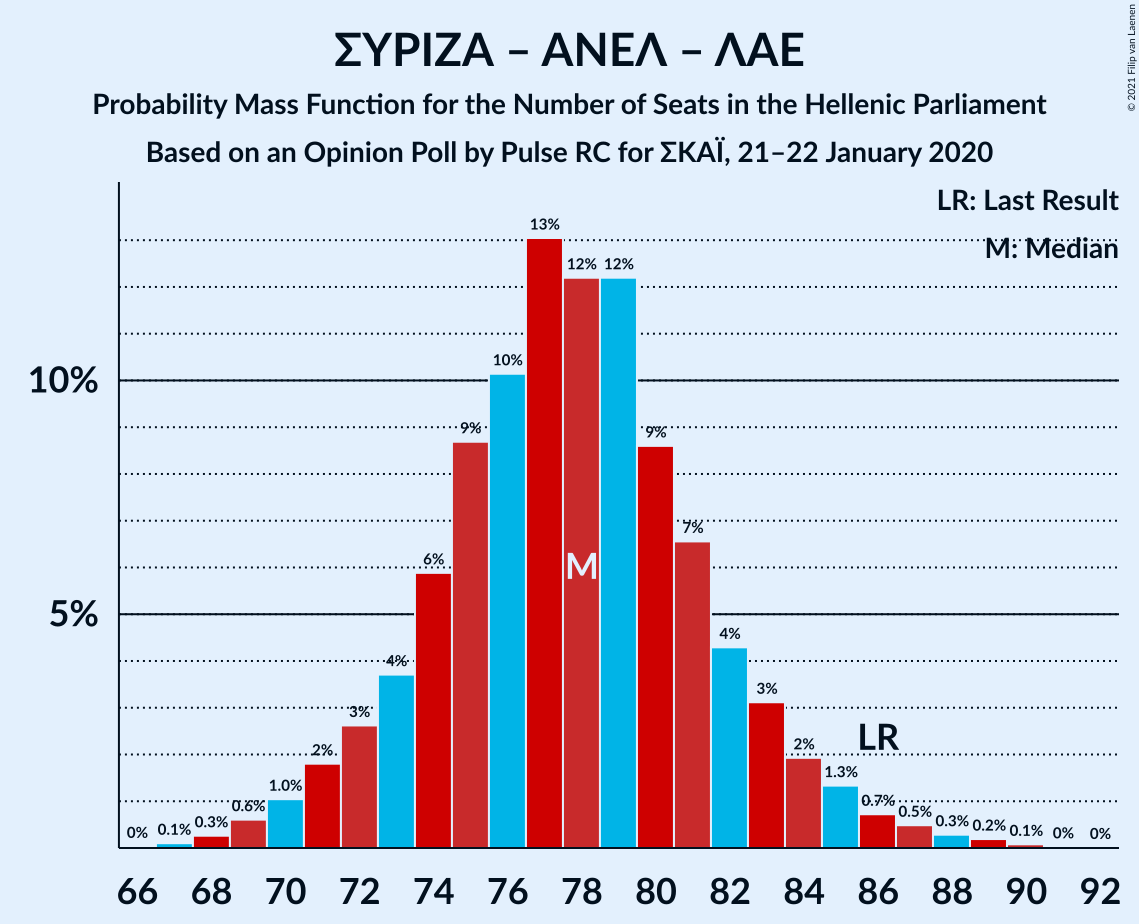 © 2021 Filip van Laenen
ΣΥΡΙΖΑ – ΑΝΕΛ – ΛΑΕ
Probability Mass Function for the Number of Seats in the Hellenic Parliament
Based on an Opinion Poll by Pulse RC for ΣΚΑΪ, 21–22 January 2020
LR: Last Result
M: Median
10%
5%
0% 0.1% 0.3% 0.6% 1.0% 2% 3% 4% 6% 9% 10% 13% 12% 12% 9% 7% 4% 3% 2% 1.3% 0.7% 0.5% 0.3% 0.2% 0.1% 0% 0%
M
LR
66 68 70 72 74 76 78 80 82 84 86 88 90 92